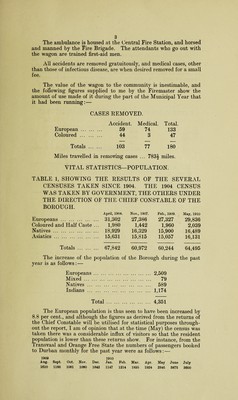 2
The ambulance is housed at the Central Fire Station, and horsed
and manned by the Fire Brigade. The attendants who go out with
the wagon are trained first-aid men.
All accidents are removed gratuitously, and medical cases, other
than those of infectious disease, are when desired removed for a small
fee.
The value of the wagon to the community is inestimable, and
the following figures supplied to me by the Firemaster show the
amount of use made of it during the part of the Municipal Year that
it had been running:—
CASES REMOVED.
Accident. Medical. Total.
European ... ... ... 59 74 133
Coloured ... ... ... 44 3 47
Totals ... ... 103 77 180
Miles travelled in removing cases ... 783½ miles.
VITAL STATISTICS—POPULATION.
TABLE 1, SHOWING THE RESULTS OF THE SEVERAL
CENSUSES TAKEN SINCE 1904. THE 1904 CENSUS
WAS TAKEN BY GOVERNMENT, THE OTHERS UNDER
THE DIRECTION OF THE CHIEF CONSTABLE OF THE
BOROUGH.
April, 1904. Nov., 1907. Feb., 1909. May, 1910
Europeans ... ... ... 31,302 27,386 27,327 29,836
Coloured and Half Caste ... 1,980 1,442 1,960 2,039
Natives ... ... ... 18,929 16,329 15,900 16,489
Asiatics ... ... ... 15,631 15,815 15,057 16,131
Totals ... ... 67,842 60,972 60,244 64,495
The increase of the population of the Borough during the past
year is as follows:—
Europeans ... ... ... 2,509
Mixed ... ... ... 79
Natives ... ... ... 589
Indians ... ... ... 1,174
Total ... ... ... 4,351
The European population is thus seen to have been increased by
8.8 per cent., and although the figures as derived from the returns of
the Chief Constable will be utilised for statistical purposes through-
out the report, I am of opinion that at the time (May) the census was
taken there was a considerable influx of visitors so that the resident
population is lower than these returns show. For instance, from the
Transvaal and Orange Free State the numbers of passengers booked
to Durban monthly for the past year were as follows:—
1909
Aug. Sept. Oct. Nov. Dec. Jan. Feb. Mar. Apr. May June July